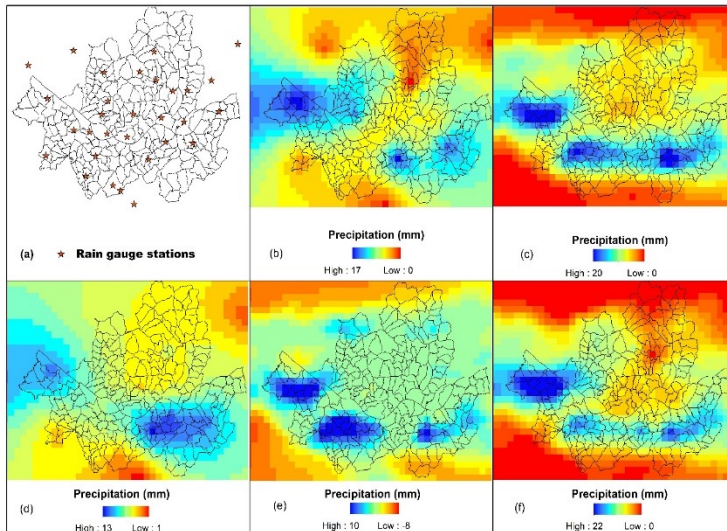 (a) ★ Rain gauge stations
(b) Precipitation (mm)
High : 17 Low : 0
(c) Precipitation (mm)
High : 20 Low : 0
(d) Precipitation (mm)
High : 13 Low : 1
(e) Precipitation (mm)
High : 10 Low : -8
(f) Precipitation (mm)
High : 22 Low : 0